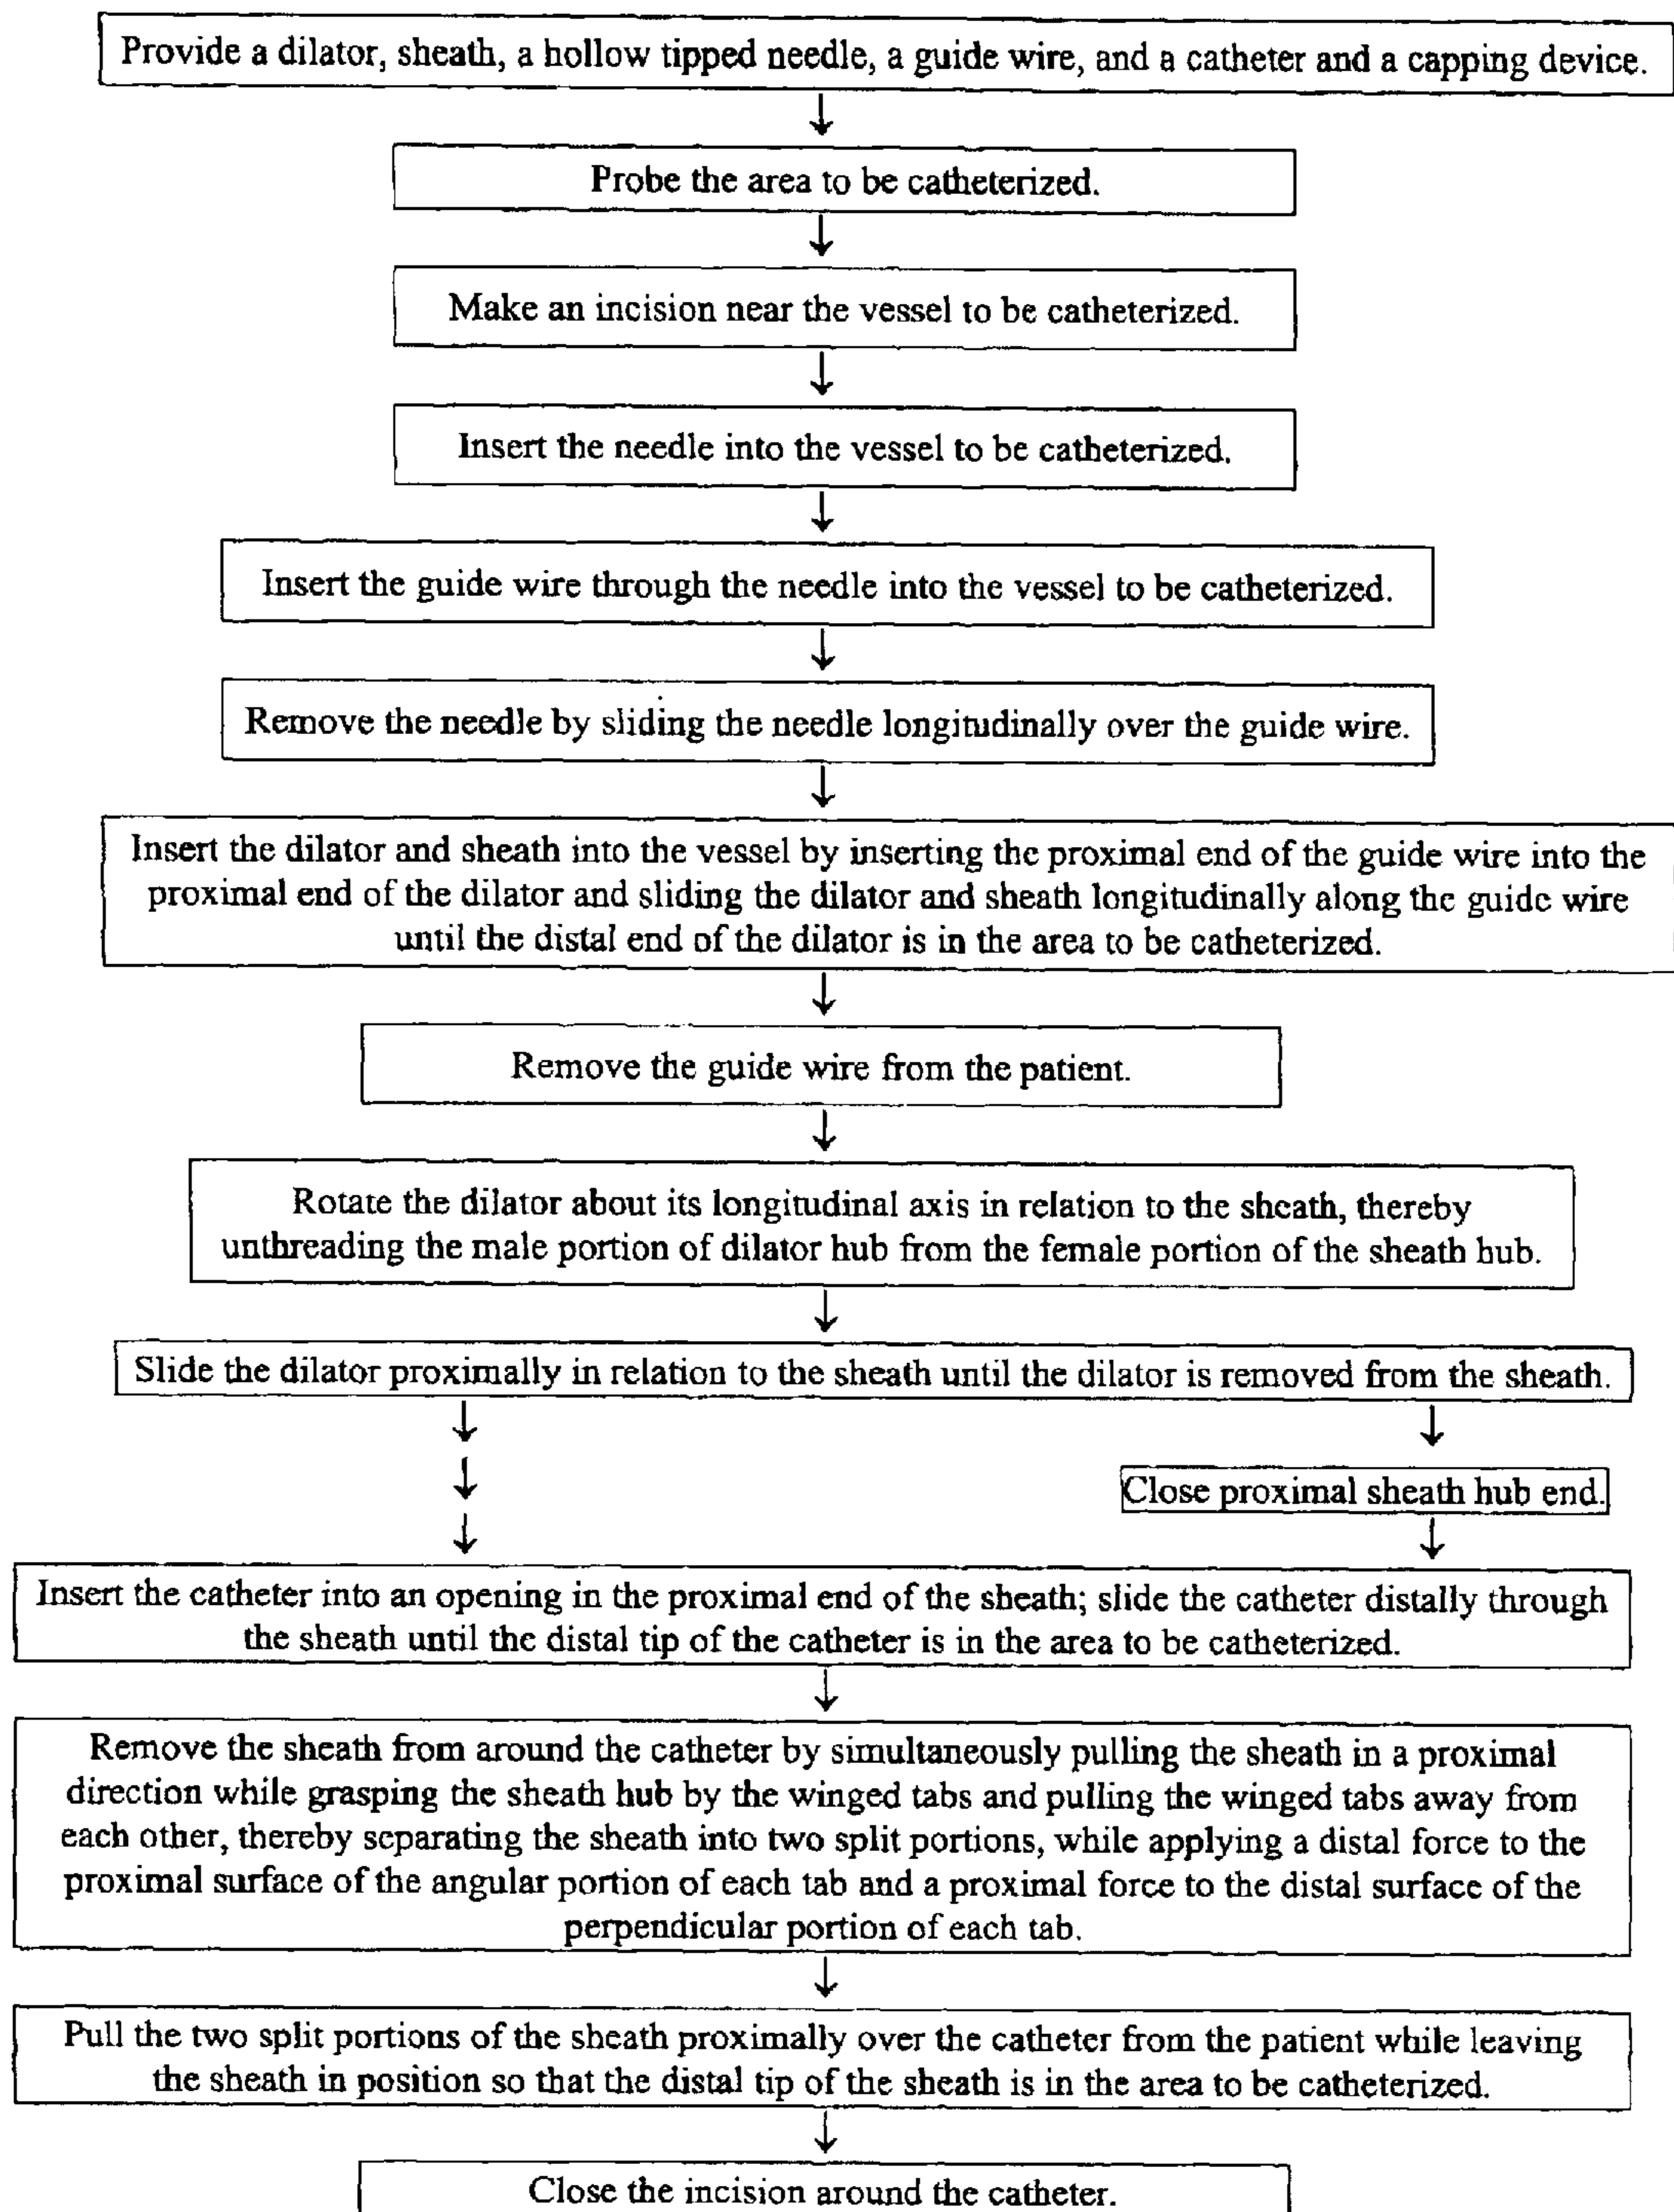 Provide a dilator, sheath, a hollow tipped needle, a guide wire, and a catheter and a capping device.
Probe the area to be catheterized.
Make an incision near the vessel to be catheterized.
Insert the needle into the vessel to be catheterized.
Insert the guide wire through the needle into the vessel to be catheterized.
Remove the needle by sliding the needle longitudinally over the guide wire.
Insert the dilator and sheath into the vessel by inserting the proximal end of the guide wire into the
proximal end of the dilator and sliding the dilator and sheath longitudinally along the guide wire
until the distal end of the dilator is in the area to be catheterized.
Remove the guide wire from the patient.
Rotate the dilator about its longitudinal axis in relation to the sheath, thereby
unthreading the male portion of dilator hub from the female portion of the sheath hub.
Slide the dilator proximally in relation to the sheath until the dilator is removed from the sheath.
Close proximal sheath hub end.
Insert the catheter into an opening in the proximal end of the sheath; slide the catheter distally through
the sheath until the distal tip of the catheter is in the area to be catheterized.
Remove the sheath from around the catheter by simultaneously pulling the sheath in a proximal
direction while grasping the sheath hub by the winged tabs and pulling the winged tabs away from
each other, thereby separating the sheath into two split portions, while applying a distal force to the
proximal surface of the angular portion of each tab and a proximal force to the distal surface of the
perpendicular portion of each tab.
Pull the two split portions of the sheath proximally over the catheter from the patient while leaving
the sheath in position so that the distal tip of the sheath is in the area to be catheterized.
Close the incision around the catheter.